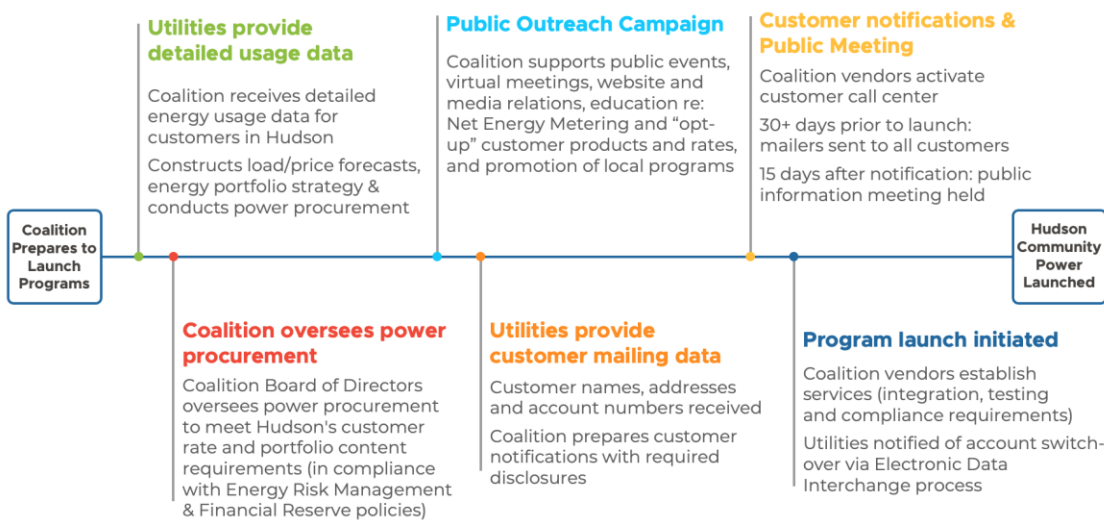 Coalition
Prepares to
Launch
Programs
Utilities provide
detailed usage data
Coalition receives detailed
energy usage data for
customers in Hudson
Constructs load/price forecasts,
energy portfolio strategy &
conducts power procurement
Coalition oversees power
procurement
Coalition Board of Directors
oversees power procurement
to meet Hudson's customer
rate and portfolio content
requirements (in compliance
with Energy Risk Management
& Financial Reserve policies)
Public Outreach Campaign
Coalition supports public events,
virtual meetings, website and
media relations, education re:
Net Energy Metering and “opt-
up” customer products and rates,
and promotion of local programs
Utilities provide
customer mailing data
Customer names, addresses
and account numbers received
Coalition prepares customer
notifications with required
disclosures
Customer notifications &
Public Meeting
Coalition vendors activate
customer call center
30+ days prior to launch:
mailers sent to all customers
15 days after notification: public
information meeting held
Program launch initiated
Coalition vendors establish
services (integration, testing
and compliance requirements)
Utilities notified of account switch-
over via Electronic Data
Interchange process
Hudson
Community
Power
Launched